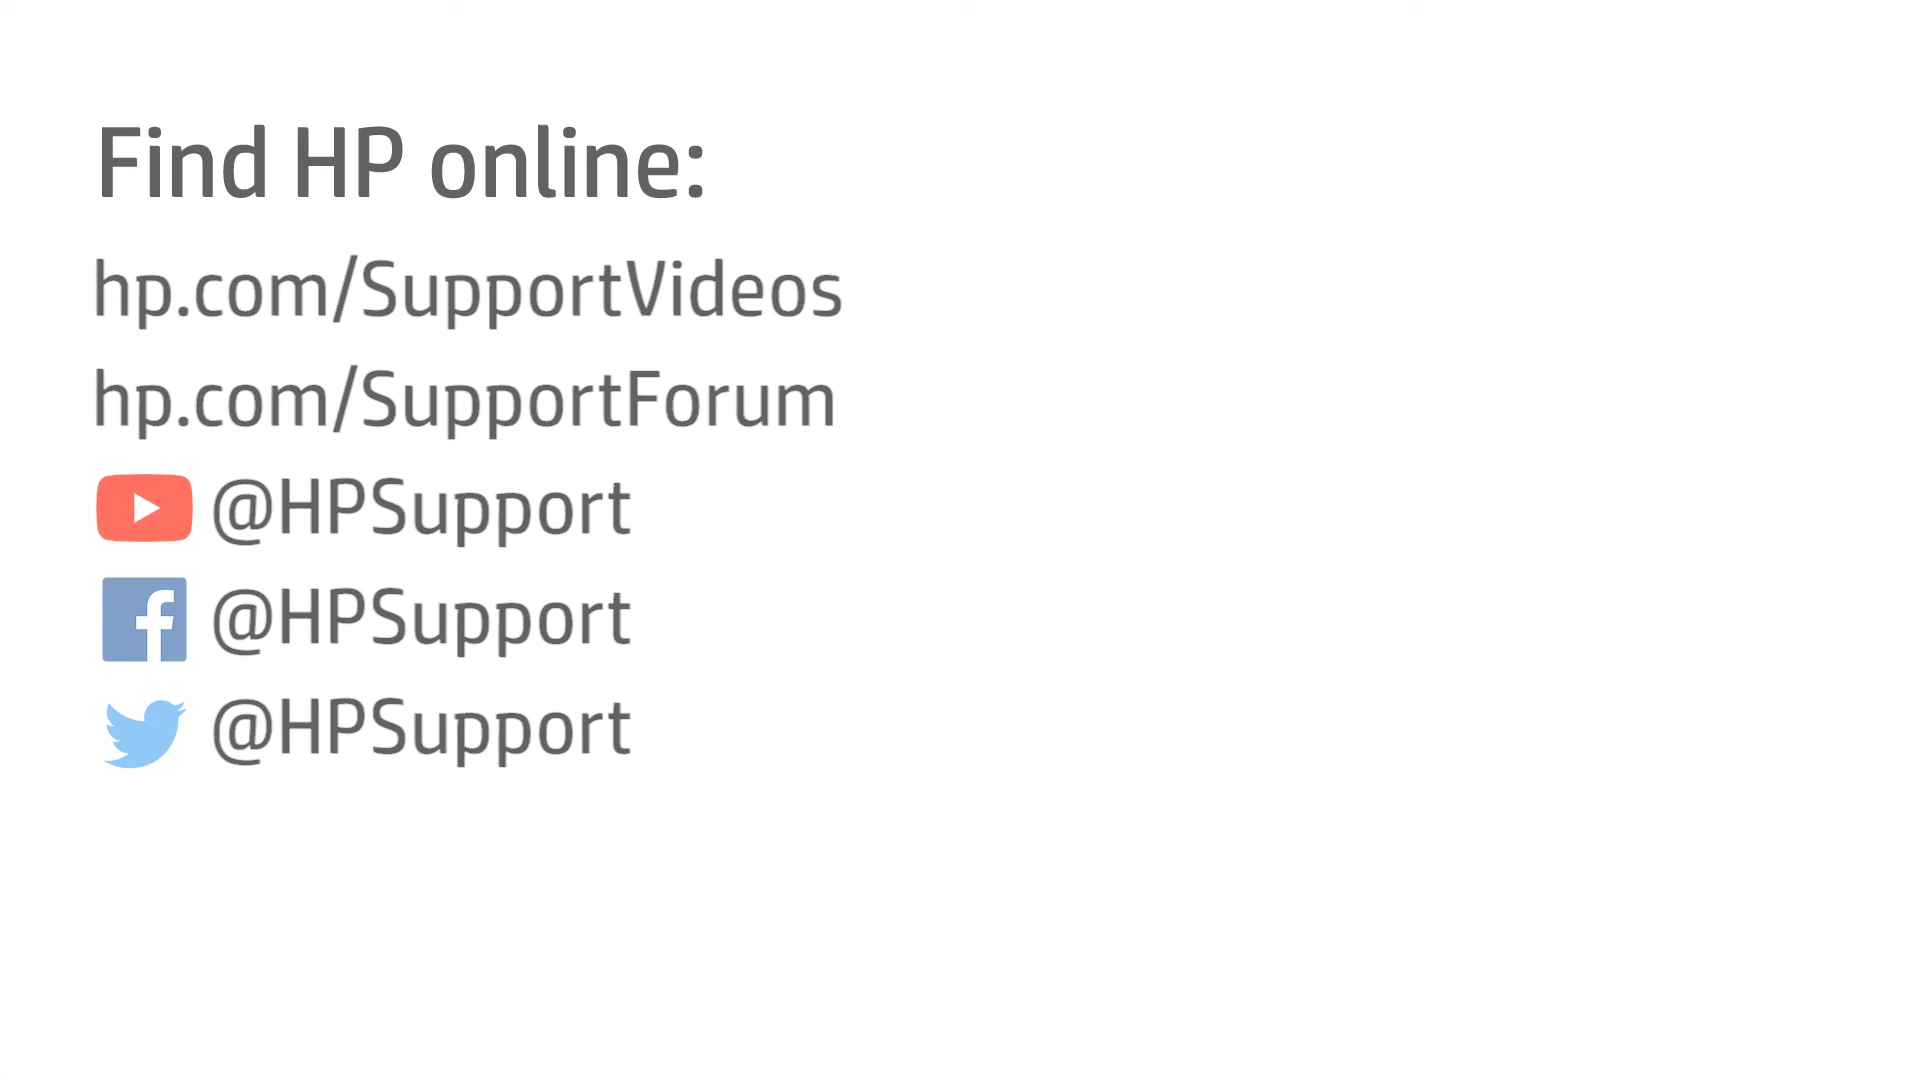 Find HP online:
hp.com/SupportVideos
hp.com/SupportForum
@HPSupport
@HPSupport
@HPSupport